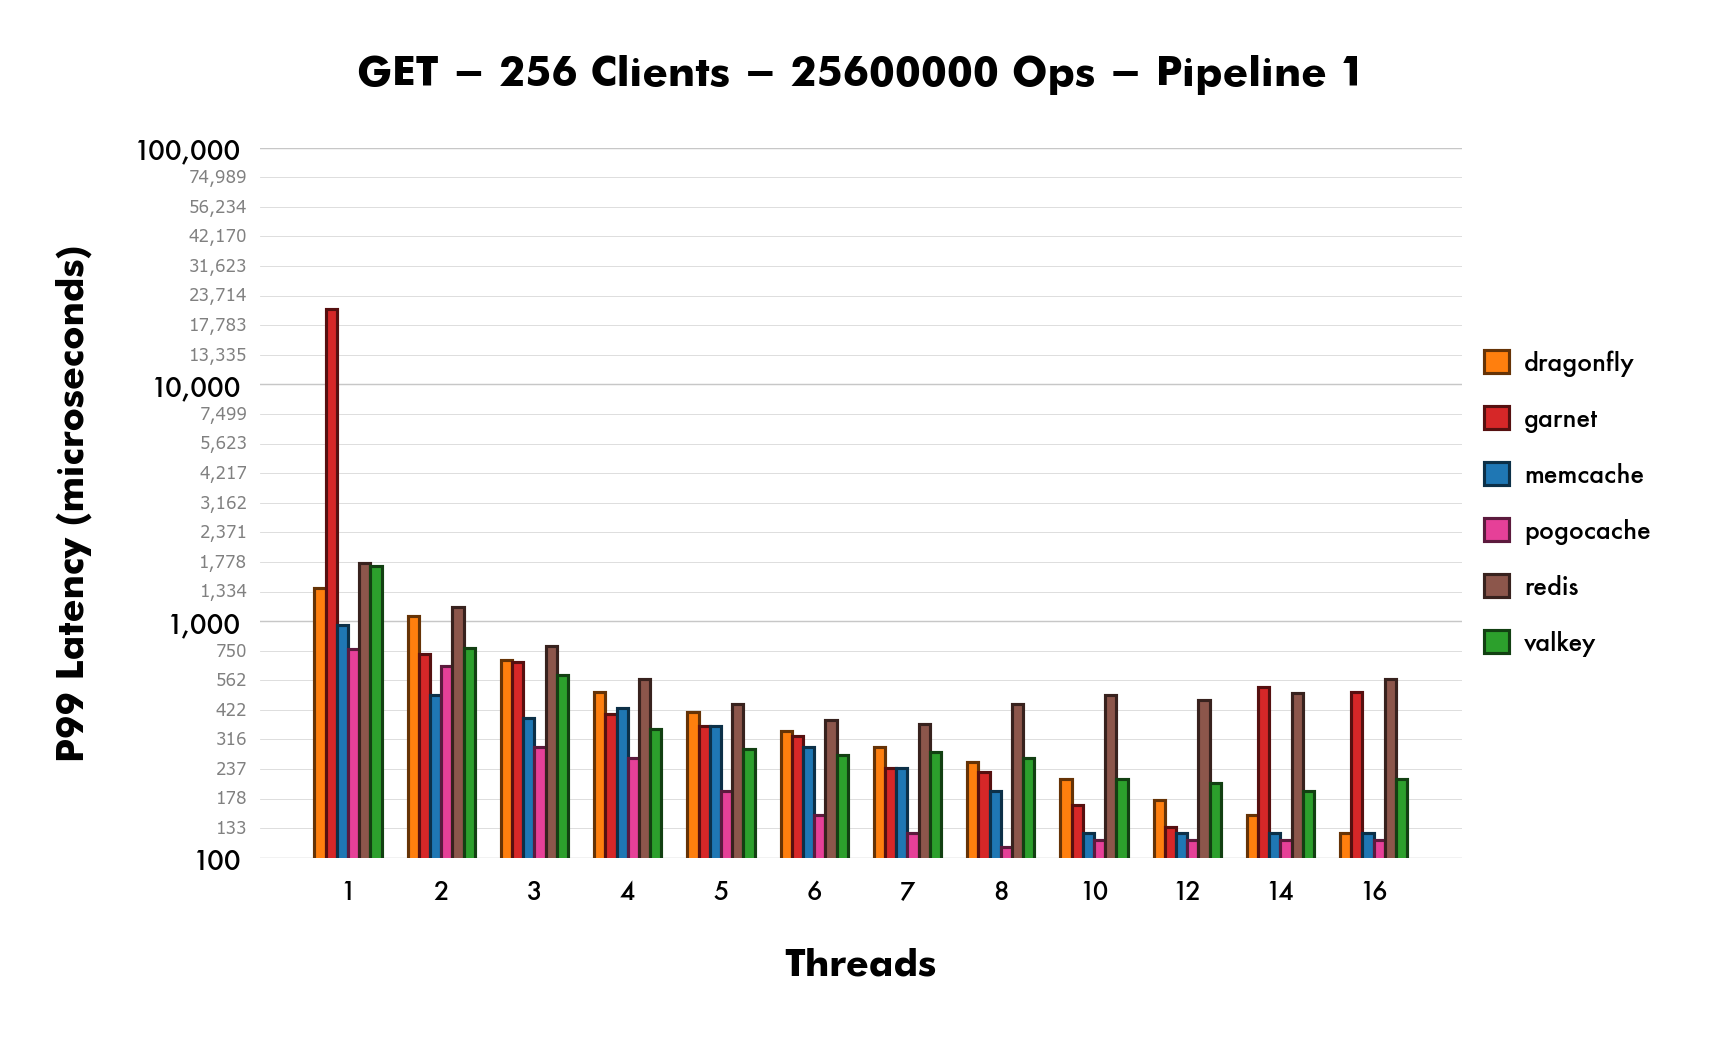 GET – 256 Clients – 25600000 Ops – Pipeline 1
P99 Latency (microseconds)
100,000
74,989
56,234
42,170
31,623
23,714
17,783
13,335
10,000
7,499
5,623
4,217
3,162
2,371
1,778
1,334
1,000
750
562
422
316
237
178
133
100
1 2 3 4 5 6 7 8 10 12 14 16
Threads
dragonfly
garnet
memcache
pogocache
redis
valkey